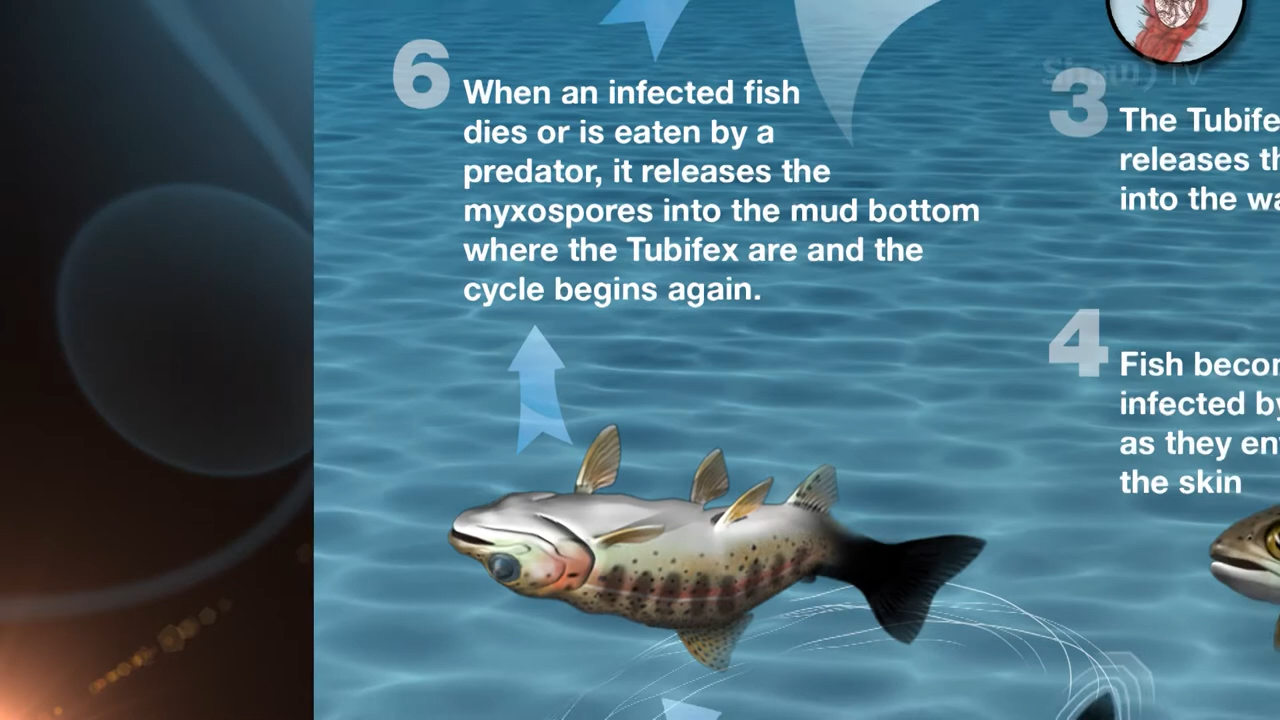 6
When an infected fish
dies or is eaten by a
predator, it releases the
myxospores into the mud bottom
where the Tubifex are and the
cycle begins again.
3
The Tubife
releases th
into the wa
4
Fish becor
infected by
as they ent
the skin